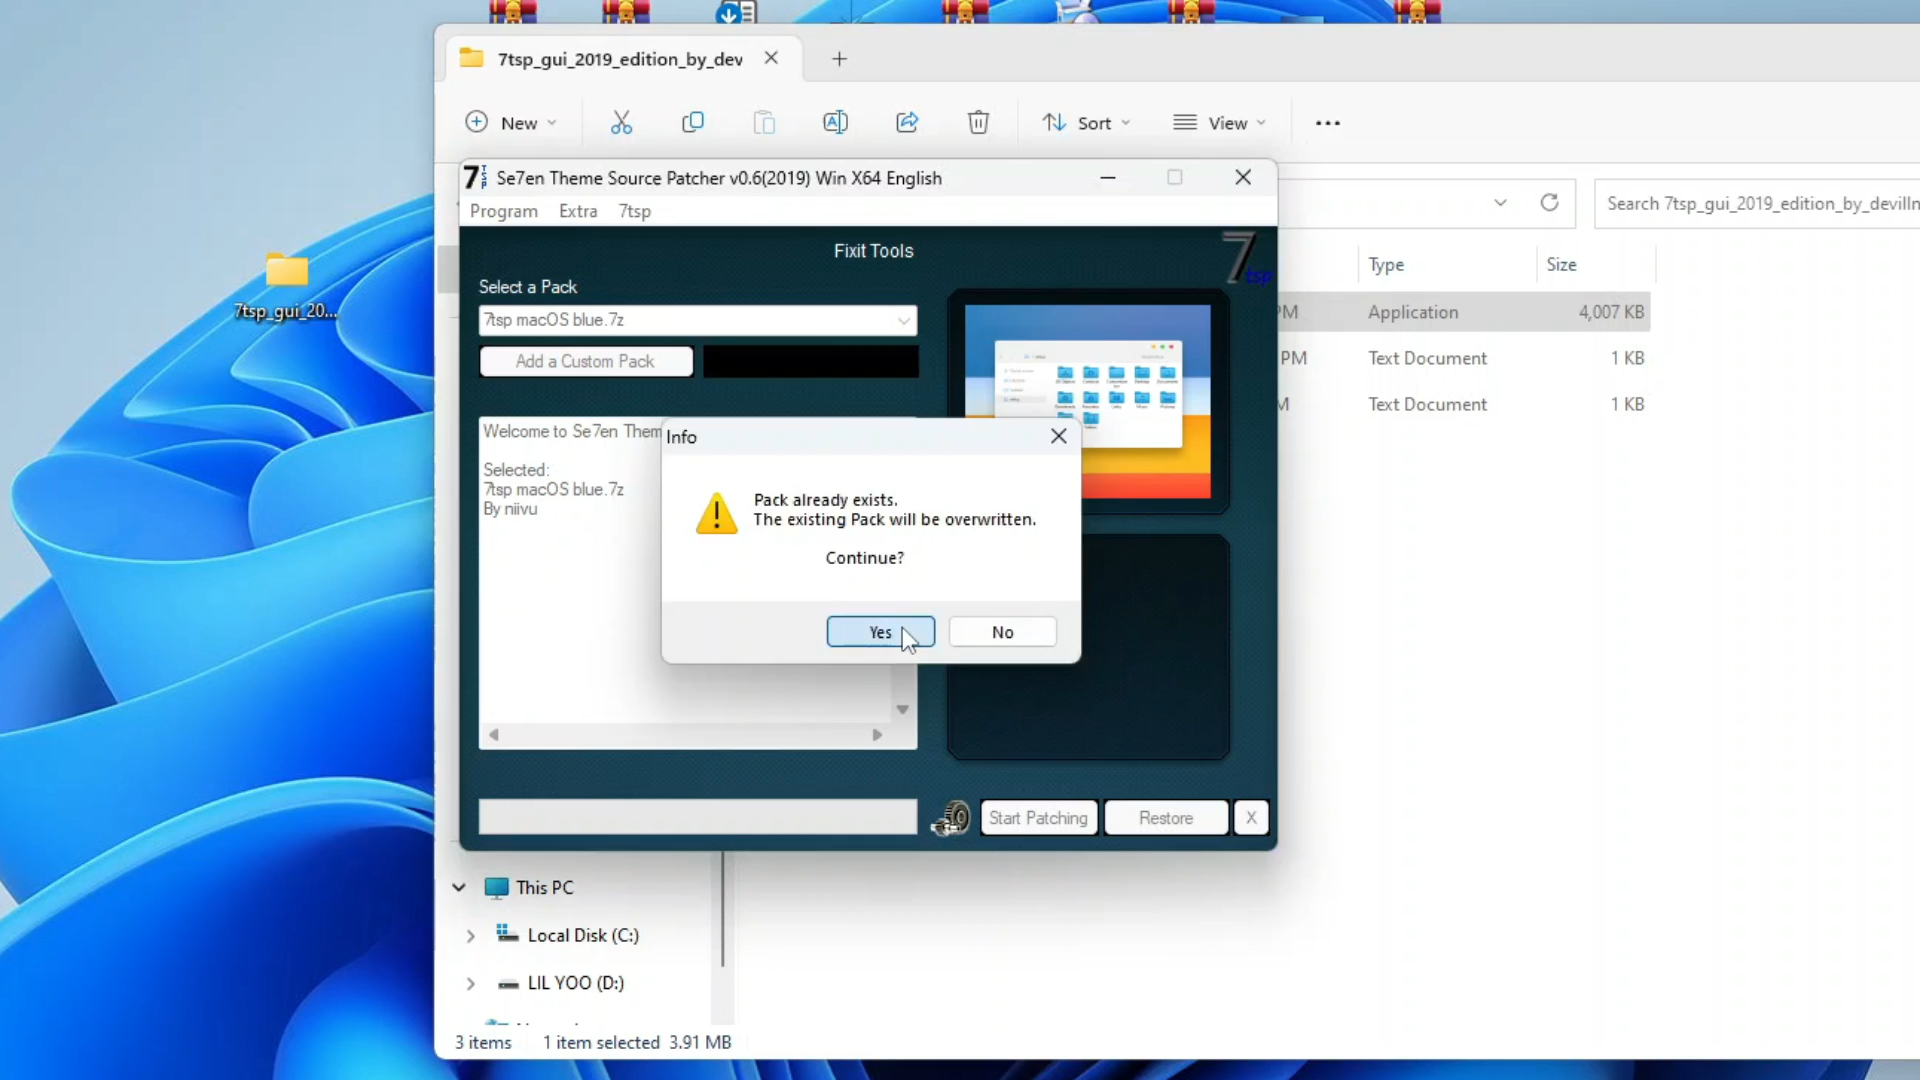 7tsp_gui_2019_edition_by_dev
New
Sort
View
Se7en Theme Source Patcher v0.6(2019) Win X64 English
Program Extra 7tsp
Search 7tsp_gui_2019_edition_by_devilln
Fixit Tools
7tsp
Type
Size
Select a Pack
7tsp macOS blue.7z
Add a Custom Pack
7tsp_gui_20...
PM Application 4,007 KB
PM Text Document 1 KB
M Text Document 1 KB
Welcome to Se7en Them
Selected:
7tsp macOS blue.7z
By niivu
Info
Pack already exists.
The existing Pack will be overwritten.
Continue?
Yes
No
Start Patching
Restore
X
This PC
Local Disk (C:)
LIL YOO (D:)
3 items
1 item selected 3.91 MB